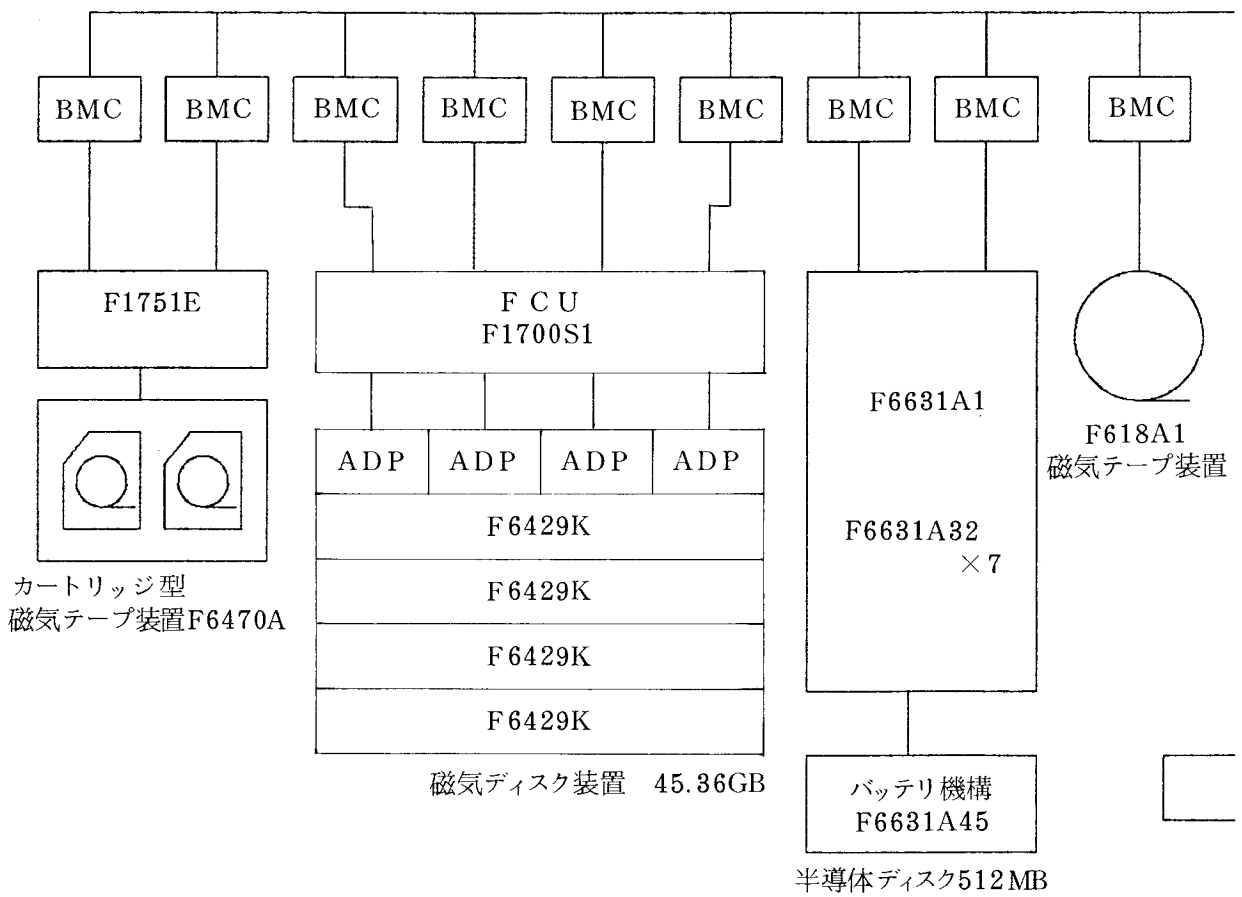 BMC
BMC
BMC
BMC
BMC
BMC
BMC
BMC
BMC
F1751E
FCU
F1700S1
F6631A1
F6631A32
×7
F618A1
磁気テープ装置
ADP
ADP
ADP
ADP
F6429K
F6429K
F6429K
F6429K
カートリッジ型
磁気テープ装置F6470A
磁気ディスク装置 45.36GB
バッテリ機構
F6631A45
半導体ディスク512MB